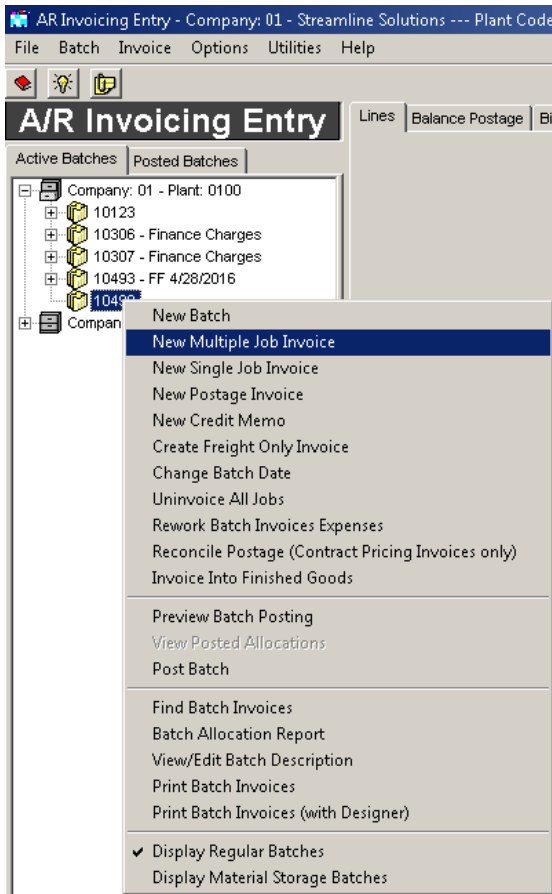 AR Invoicing Entry - Company: 01 - Streamline Solutions --- Plant Code
File Batch Invoice Options Utilities Help
A/R Invoicing Entry
Lines Balance Postage Bi
Active Batches Posted Batches
Company: 01 - Plant: 0100
10123
10306 - Finance Charges
10307 - Finance Charges
10493 - FF 4/28/2016
Compan
New Batch
New Multiple Job Invoice
New Single Job Invoice
New Postage Invoice
New Credit Memo
Create Freight Only Invoice
Change Batch Date
Uninvoice All Jobs
Rework Batch Invoices Expenses
Reconcile Postage (Contract Pricing Invoices only)
Invoice Into Finished Goods
Preview Batch Posting
View Posted Allocations
Post Batch
Find Batch Invoices
Batch Allocation Report
View/Edit Batch Description
Print Batch Invoices
Print Batch Invoices (with Designer)
Display Regular Batches
Display Material Storage Batches